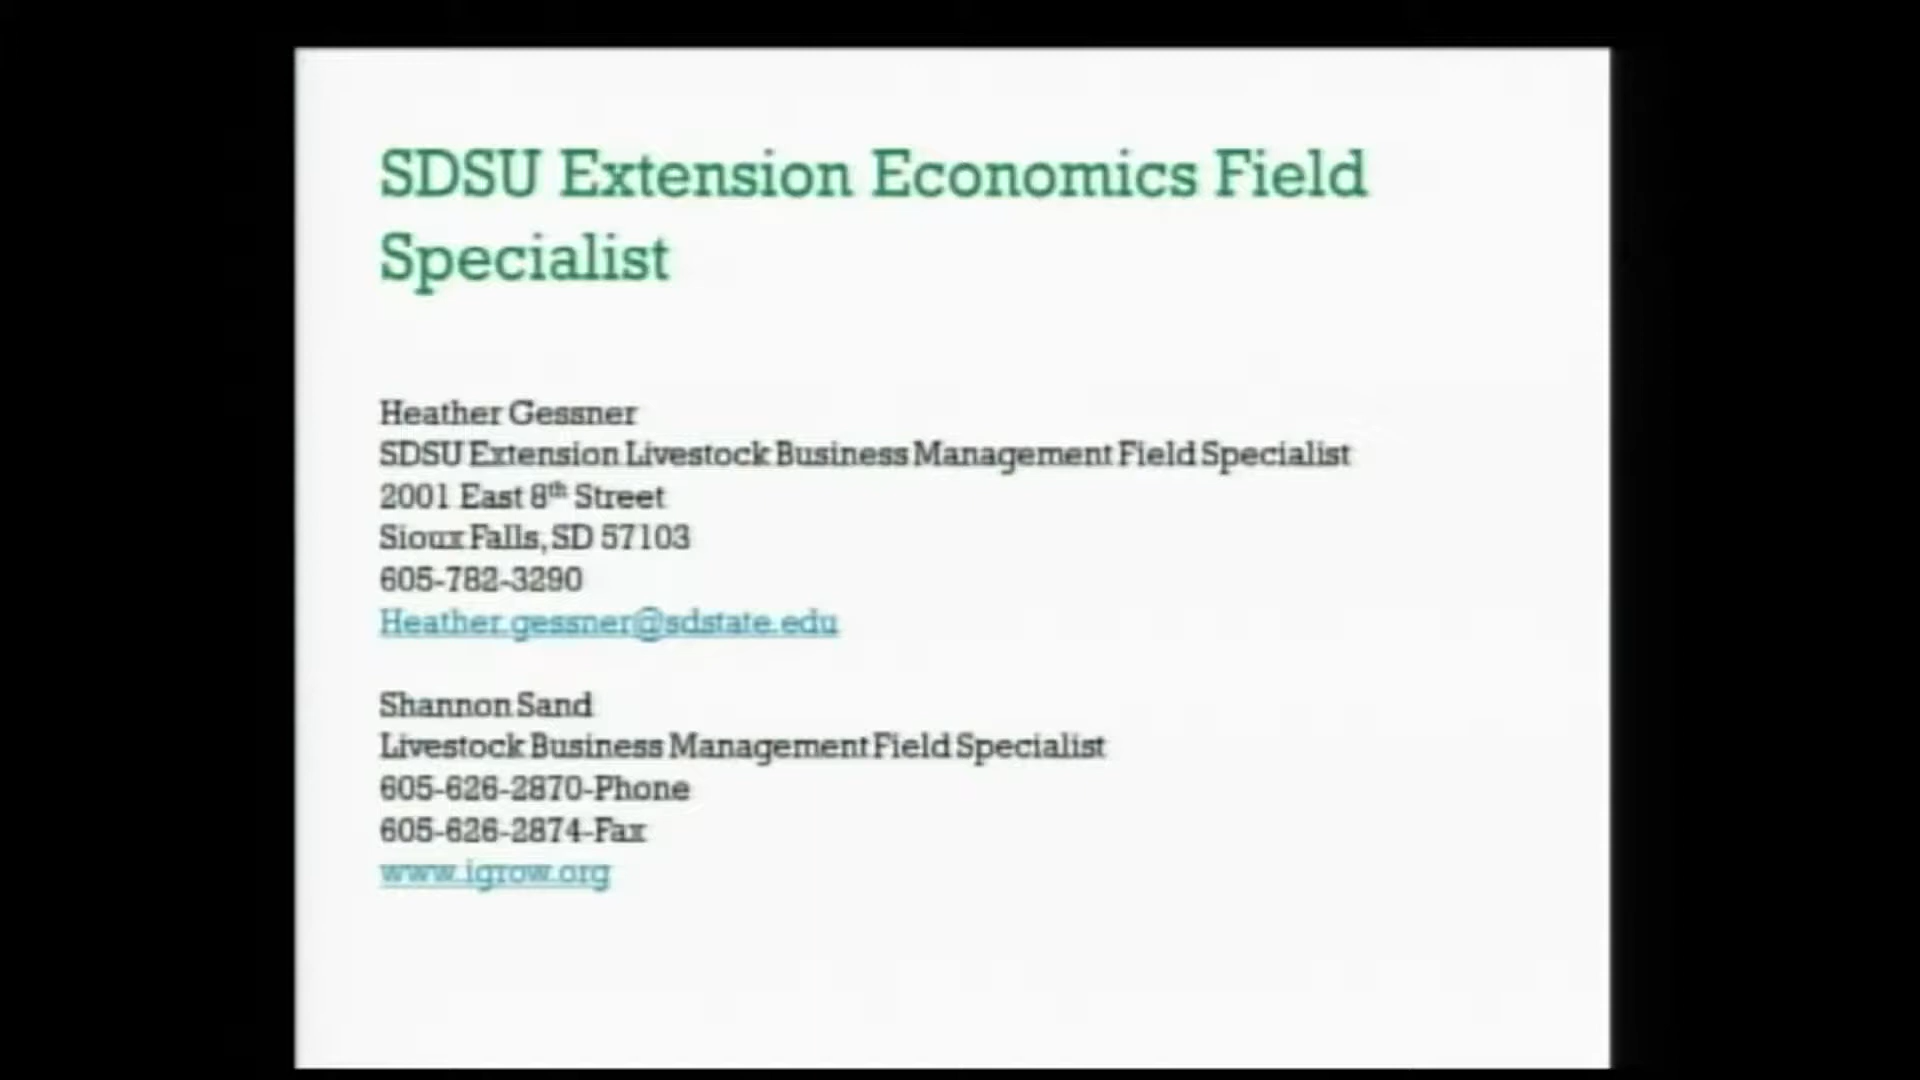 SDSU Extension Economics Field
Specialist
Heather Gessner
SDSU Extension Livestock Business Management Field Specialist
2001 East 8th Street
Sioux Falls, SD 57103
605-782-3290
Heather.gessner@sdstate.edu
Shannon Sand
Livestock Business Management Field Specialist
605-626-2870-Phone
605-626-2874-Fax
www.igrow.org